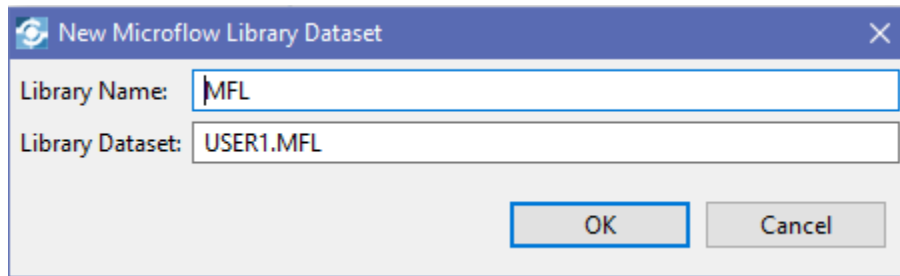 New Microflow Library Dataset
Library Name: MFL
Library Dataset: USER1.MFL
OK Cancel